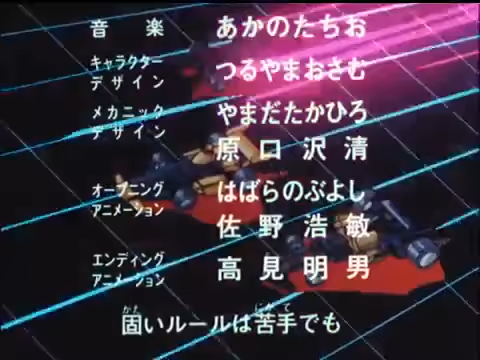 音楽 あかのたちお
キャラクター
デザイン つるやまおさむ
メカニック
デザイン やまだたかひろ
原口沢清
オープニング
アニメーション はばらのぶよし
佐野浩敏
エンディング
アニメーション 高見明男
かた にがて
固いルールは苦手でも